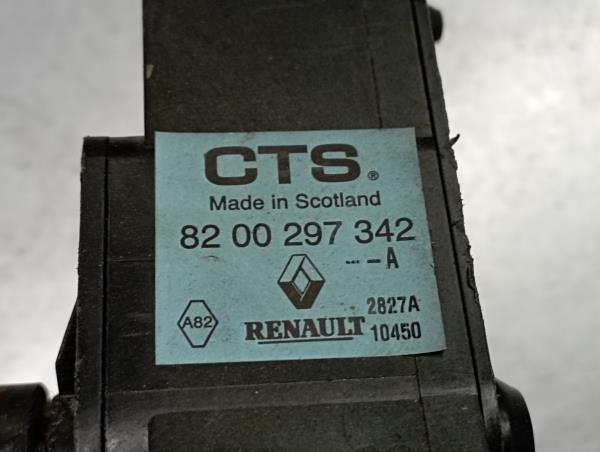 CTS®
Made in Scotland
82 00 297 342
--- - A
A82
RENAULT
2827A
10450